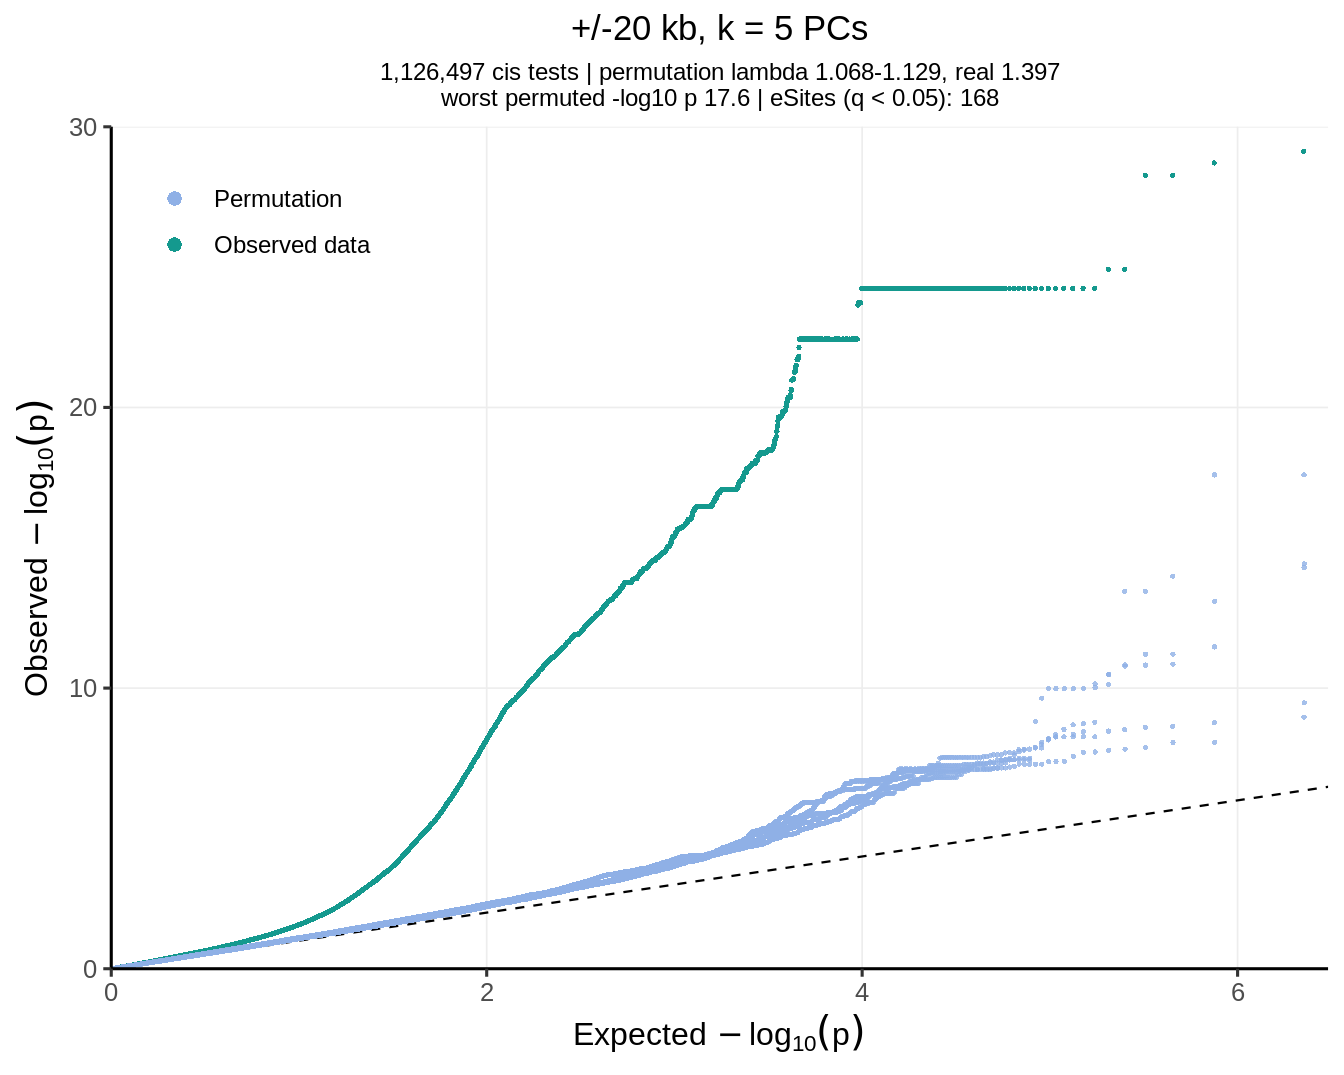 +/-20 kb, k = 5 PCs
1,126,497 cis tests | permutation lambda 1.068-1.129, real 1.397
worst permuted -log10 p 17.6 | eSites (q < 0.05): 168
30
Permutation
Observed data
20
Observed −log10(p)
10
0
0 2 4 6
Expected −log10(p)